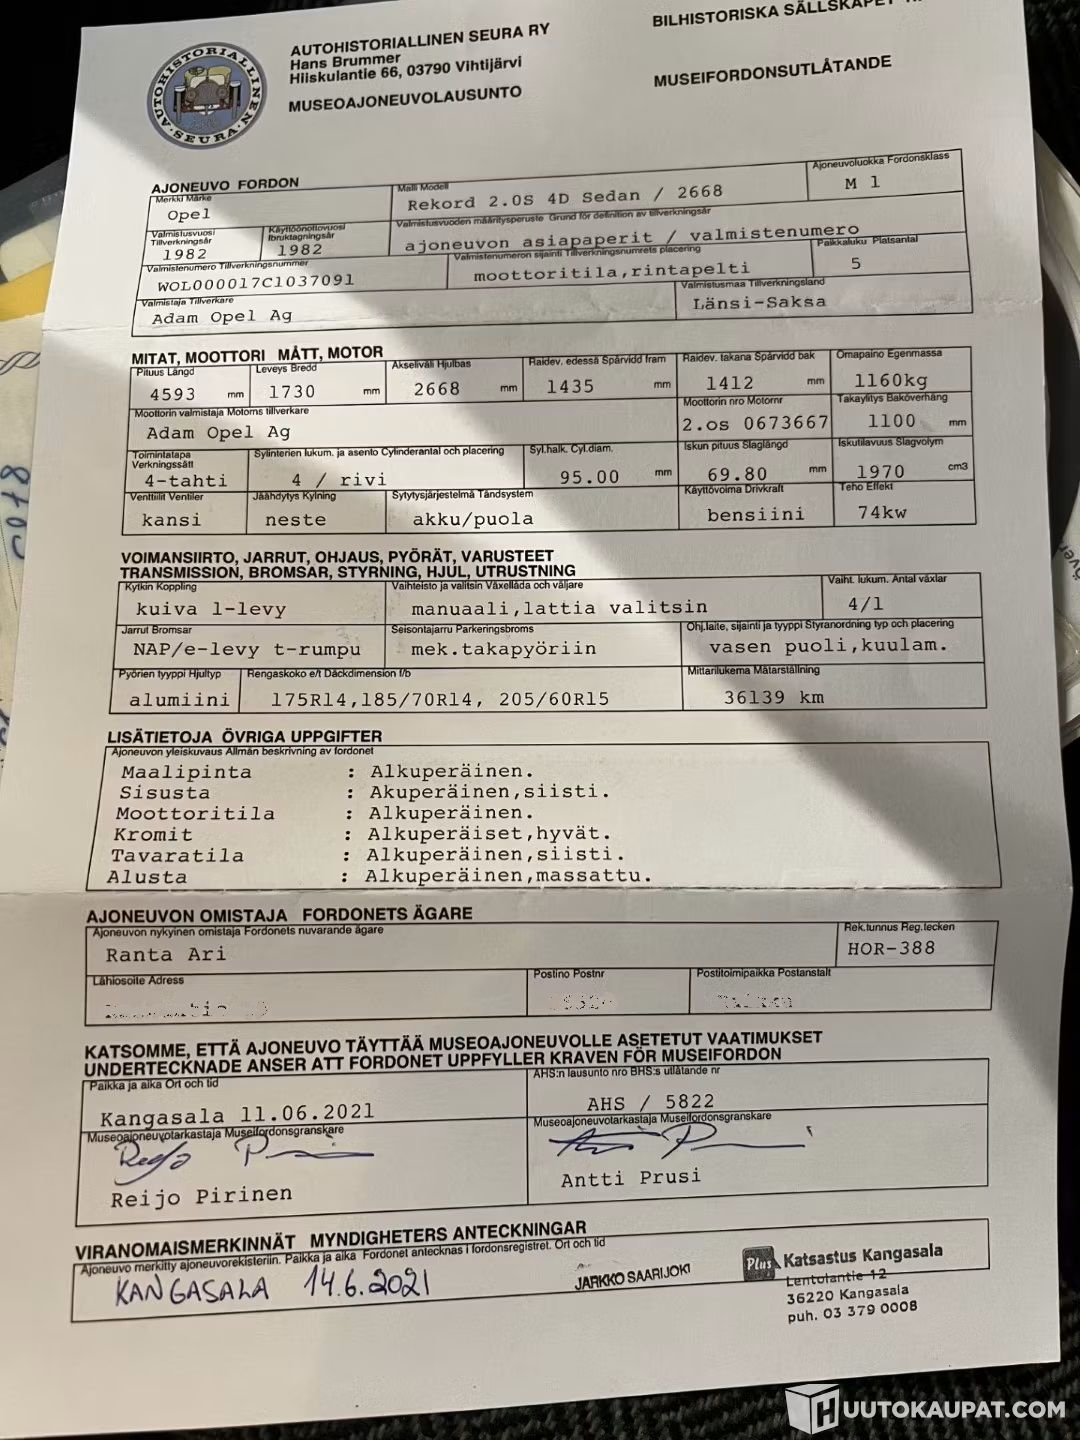 AUTOHISTORIALLINEN SEURA
AUTOHISTORIALLINEN SEURA RY
Hans Brummer
Hiiskulantie 66, 03790 Vihtijärvi
MUSEOAJONEUVOLAUSUNTO
BILHISTORISKA SÄLLSKAPET
MUSEIFORDONSUTLÅTANDE
AJONEUVO FORDON
Merkki Märke
Opel
Malli Modell
Rekord 2.0S 4D Sedan / 2668
Ajoneuvoluokka Fordonsklass
M 1
Valmistusvuosi
Tillverkningsår
1982
Käyttöönottovuosi
Ibruktagningsår
1982
Valmistusvuoden määritysperuste Grund för definition av tillverkningsår
ajoneuvon asiapaperit / valmistenumero
Valmistenumero Tillverkningsnummer
WOL000017C1037091
Valmistenumeron sijainti Tillverkningsnumrets placering
moottoritila,rintapelti
Paikkaluku Platsantal
5
Valmistaja Tillverkare
Adam Opel Ag
Valmistusmaa Tillverkningsland
Länsi-Saksa
MITAT, MOOTTORI MÅTT, MOTOR
Pituus Längd
4593 mm
Leveys Bredd
1730 mm
Akseliväli Hjulbas
2668 mm
Raidev. edessä Spårvidd fram
1435 mm
Raidev. takana Spårvidd bak
1412 mm
Omapaino Egenmassa
1160kg
Moottorin valmistaja Motorns tillverkare
Adam Opel Ag
Moottorin nro Motornr
2.os 0673667
Takaylitys Baköverhäng
1100 mm
Toimintatapa
Verkningssätt
4-tahti
Sylinterien lukum. ja asento Cylinderantal och placering
4 / rivi
Syl.halk. Cyl.diam.
95.00 mm
Iskun pituus Slaglängd
69.80 mm
Iskutilavuus Slagvolym
1970 cm3
Venttiilit Ventiler
kansi
Jäähdytys Kylning
neste
Sytytysjärjestelmä Tändsystem
akku/puola
Käyttövoima Drivkraft
bensiini
Teho Effekt
74kw
VOIMANSIIRTO, JARRUT, OHJAUS, PYÖRÄT, VARUSTEET
TRANSMISSION, BROMSAR, STYRNING, HJUL, UTRUSTNING
Kytkin Koppling
kuiva 1-levy
Vaihteisto ja valitsin Växellåda och väljare
manuaali,lattia valitsin
Vaiht. lukum. Antal växlar
4/1
Jarrut Bromsar
NAP/e-levy t-rumpu
Seisontajarru Parkeringsbroms
mek.takapyöriin
Ohj.laite, sijainti ja tyyppi Styranordning typ och placering
vasen puoli,kuulam.
Pyörien tyyppi Hjultyp
alumiini
Rengaskoko e/t Däckdimension f/b
175R14,185/70R14, 205/60R15
Mittarilukema Mätarställning
36139 km
LISÄTIETOJA ÖVRIGA UPPGIFTER
Ajoneuvon yleiskuvaus Allmän beskrivning av fordonet
Maalipinta : Alkuperäinen.
Sisusta : Akuperäinen,siisti.
Moottoritila : Alkuperäinen.
Kromit : Alkuperäiset,hyvät.
Tavaratila : Alkuperäinen,siisti.
Alusta : Alkuperäinen,massattu.
AJONEUVON OMISTAJA FORDONETS ÄGARE
Ajoneuvon nykyinen omistaja Fordonets nuvarande ägare
Ranta Ari
Rek.tunnus Reg.tecken
HOR-388
Lähiosoite Adress
Postino Postnr
Postitoimipaikka Postanstalt
KATSOMME, ETTÄ AJONEUVO TÄYTTÄÄ MUSEOAJONEUVOLLE ASETETUT VAATIMUKSET
UNDERTECKNADE ANSER ATT FORDONET UPPFYLLER KRAVEN FÖR MUSEIFORDON
Paikka ja aika Ort och tid
Kangasala 11.06.2021
AHS:n lausunto nro BHS:s utlåtande nr
AHS / 5822
Museoajoneuvotarkastaja Museifordonsgranskare
Reijo Pirinen
Museoajoneuvotarkastaja Museifordonsgranskare
Antti Prusi
VIRANOMAISMERKINNÄT MYNDIGHETERS ANTECKNINGAR
Ajoneuvo merkitty ajoneuvorekisteriin. Paikka ja aika Fordonet antecknas i fordonsregistret. Ort och tid
KANGASALA 14.6.2021
JARKKO SAARIJOKI
Plus Katsastus Kangasala
Lentolantie 12
36220 Kangasala
puh. 03 379 0008
HUUTOKAUPAT.COM